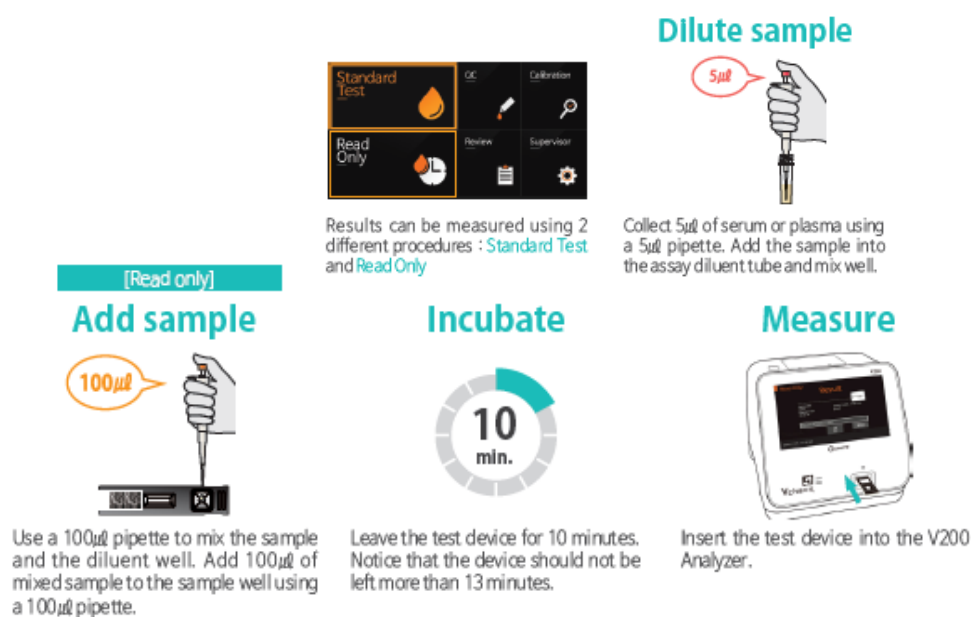 Dilute sample
5㎕
Standard
Test
QC
Calibration
Read
Only
Review
Supervisor
Results can be measured using 2
different procedures : Standard Test
and Read Only
Collect 5㎕ of serum or plasma using
a 5㎕ pipette. Add the sample into
the assay diluent tube and mix well.
[Read only]
Add sample
100㎕
Use a 100㎕ pipette to mix the sample
and the diluent well. Add 100㎕ of
mixed sample to the sample well using
a 100㎕ pipette.
Incubate
10
min.
Leave the test device for 10 minutes.
Notice that the device should not be
left more than 13 minutes.
Measure
Insert the test device into the V200
Analyzer.